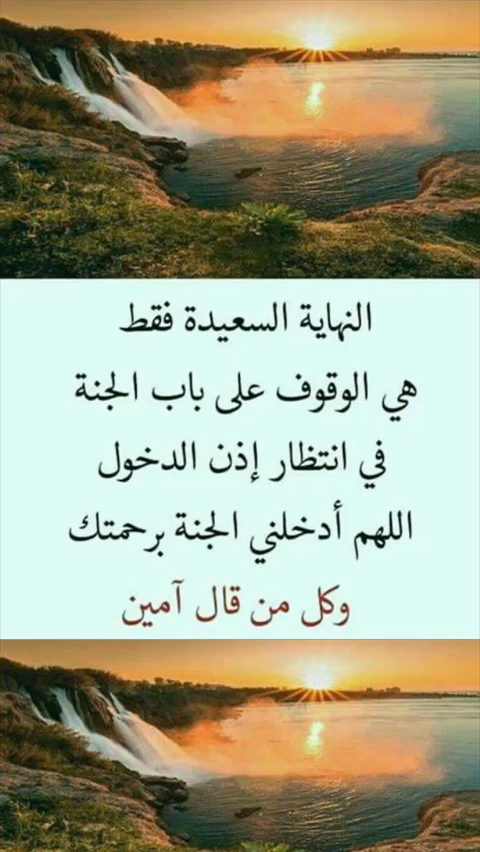 النهاية السعيدة فقط
هي الوقوف على باب الجنة
في انتظار إذن الدخول
اللهم أدخلني الجنة برحمتك
وكل من قال آمين